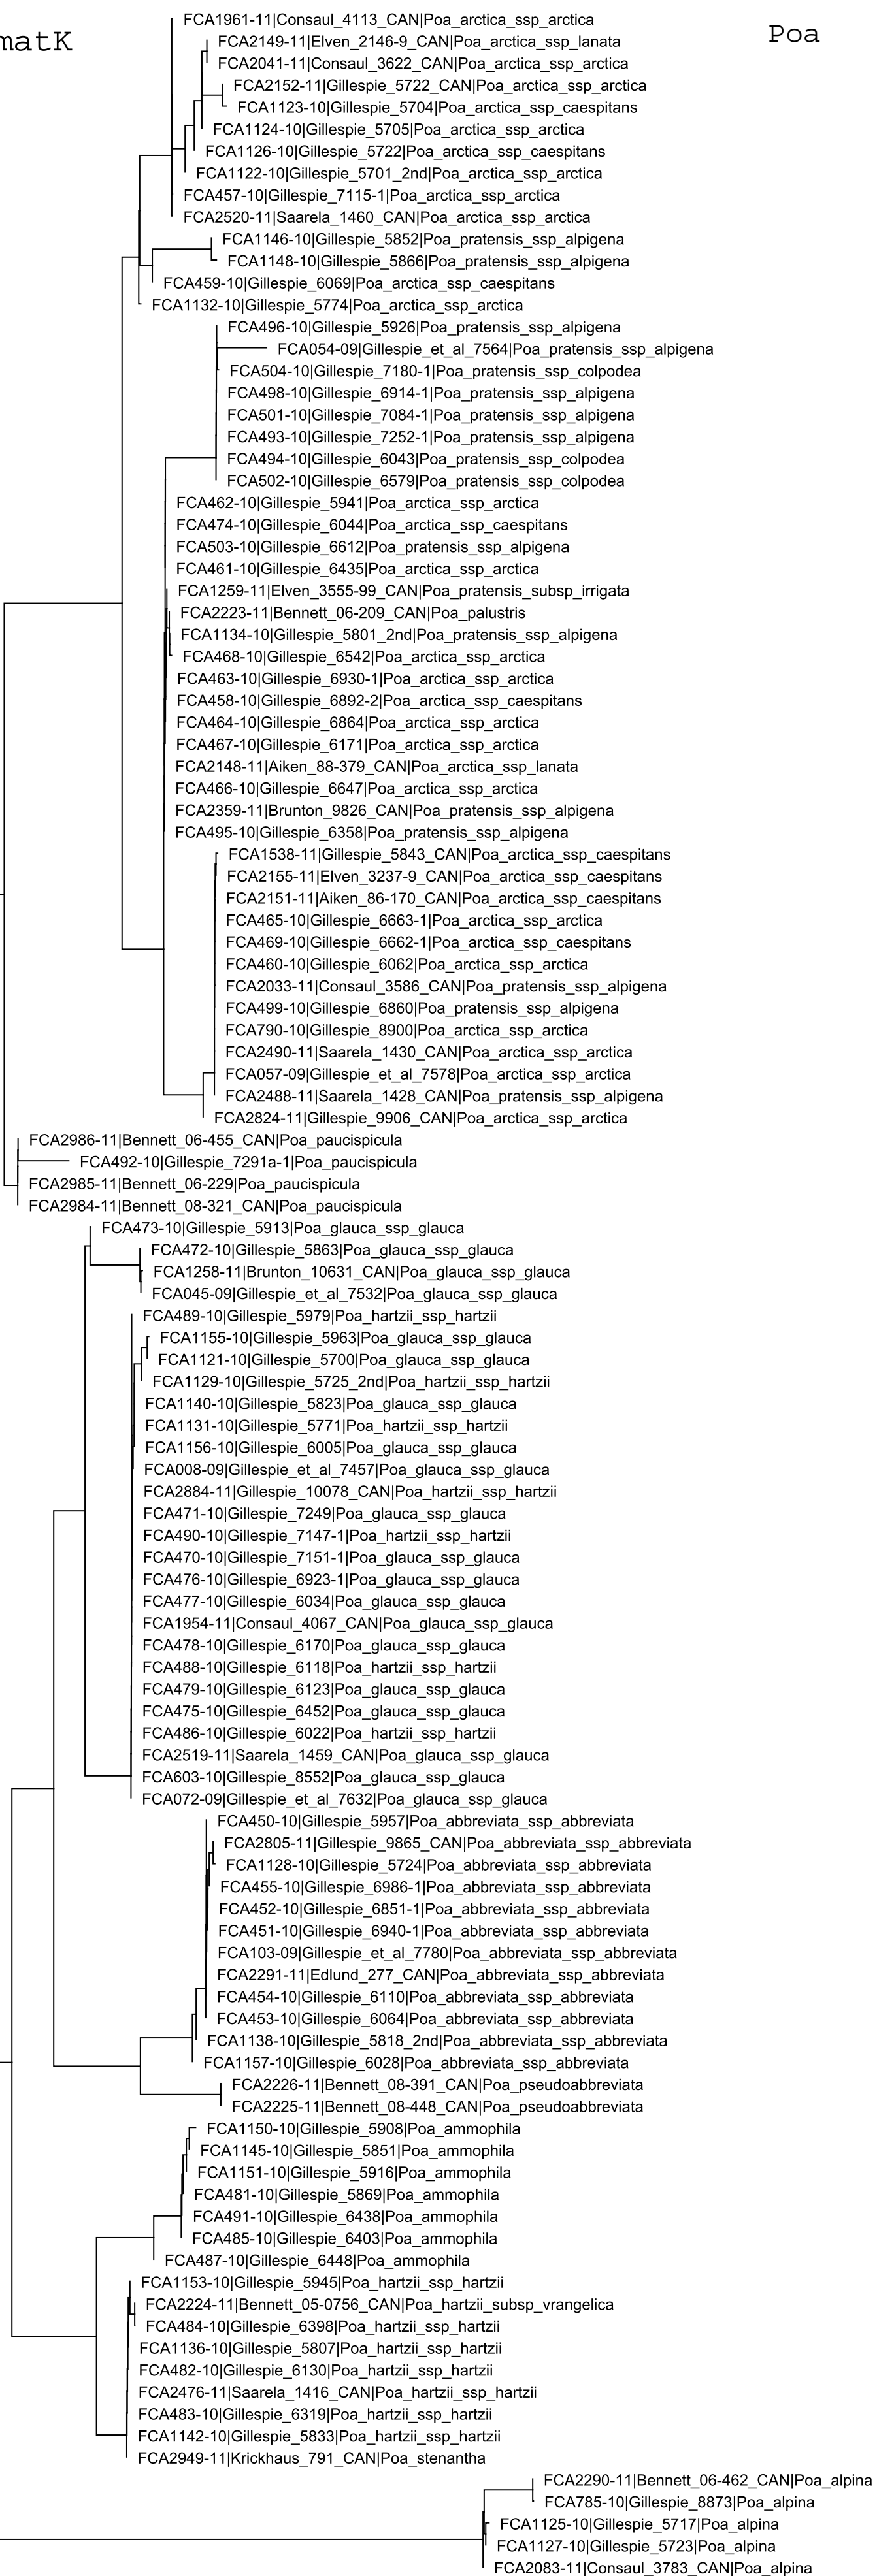 matK
Poa
FCA1961-11|Consaul_4113_CAN|Poa_arctica_ssp_arctica
FCA2149-11|Elven_2146-9_CAN|Poa_arctica_ssp_lanata
FCA2041-11|Consaul_3622_CAN|Poa_arctica_ssp_arctica
FCA2152-11|Gillespie_5722_CAN|Poa_arctica_ssp_arctica
FCA1123-10|Gillespie_5704|Poa_arctica_ssp_caespitans
FCA1124-10|Gillespie_5705|Poa_arctica_ssp_arctica
FCA1126-10|Gillespie_5722|Poa_arctica_ssp_caespitans
FCA1122-10|Gillespie_5701_2nd|Poa_arctica_ssp_arctica
FCA457-10|Gillespie_7115-1|Poa_arctica_ssp_arctica
FCA2520-11|Saarela_1460_CAN|Poa_arctica_ssp_arctica
FCA1146-10|Gillespie_5852|Poa_pratensis_ssp_alpigena
FCA1148-10|Gillespie_5866|Poa_pratensis_ssp_alpigena
FCA459-10|Gillespie_6069|Poa_arctica_ssp_caespitans
FCA1132-10|Gillespie_5774|Poa_arctica_ssp_arctica
FCA496-10|Gillespie_5926|Poa_pratensis_ssp_alpigena
FCA054-09|Gillespie_et_al_7564|Poa_pratensis_ssp_alpigena
FCA504-10|Gillespie_7180-1|Poa_pratensis_ssp_colpodea
FCA498-10|Gillespie_6914-1|Poa_pratensis_ssp_alpigena
FCA501-10|Gillespie_7084-1|Poa_pratensis_ssp_alpigena
FCA493-10|Gillespie_7252-1|Poa_pratensis_ssp_alpigena
FCA494-10|Gillespie_6043|Poa_pratensis_ssp_colpodea
FCA502-10|Gillespie_6579|Poa_pratensis_ssp_colpodea
FCA462-10|Gillespie_5941|Poa_arctica_ssp_arctica
FCA474-10|Gillespie_6044|Poa_arctica_ssp_caespitans
FCA503-10|Gillespie_6612|Poa_pratensis_ssp_alpigena
FCA461-10|Gillespie_6435|Poa_arctica_ssp_arctica
FCA1259-11|Elven_3555-99_CAN|Poa_pratensis_subsp_irrigata
FCA2223-11|Bennett_06-209_CAN|Poa_palustris
FCA1134-10|Gillespie_5801_2nd|Poa_pratensis_ssp_alpigena
FCA468-10|Gillespie_6542|Poa_arctica_ssp_arctica
FCA463-10|Gillespie_6930-1|Poa_arctica_ssp_arctica
FCA458-10|Gillespie_6892-2|Poa_arctica_ssp_caespitans
FCA464-10|Gillespie_6864|Poa_arctica_ssp_arctica
FCA467-10|Gillespie_6171|Poa_arctica_ssp_arctica
FCA2148-11|Aiken_88-379_CAN|Poa_arctica_ssp_lanata
FCA466-10|Gillespie_6647|Poa_arctica_ssp_arctica
FCA2359-11|Brunton_9826_CAN|Poa_pratensis_ssp_alpigena
FCA495-10|Gillespie_6358|Poa_pratensis_ssp_alpigena
FCA1538-11|Gillespie_5843_CAN|Poa_arctica_ssp_caespitans
FCA2155-11|Elven_3237-9_CAN|Poa_arctica_ssp_caespitans
FCA2151-11|Aiken_86-170_CAN|Poa_arctica_ssp_caespitans
FCA465-10|Gillespie_6663-1|Poa_arctica_ssp_arctica
FCA469-10|Gillespie_6662-1|Poa_arctica_ssp_caespitans
FCA460-10|Gillespie_6062|Poa_arctica_ssp_arctica
FCA2033-11|Consaul_3586_CAN|Poa_pratensis_ssp_alpigena
FCA499-10|Gillespie_6860|Poa_pratensis_ssp_alpigena
FCA790-10|Gillespie_8900|Poa_arctica_ssp_arctica
FCA2490-11|Saarela_1430_CAN|Poa_arctica_ssp_arctica
FCA057-09|Gillespie_et_al_7578|Poa_arctica_ssp_arctica
FCA2488-11|Saarela_1428_CAN|Poa_pratensis_ssp_alpigena
FCA2824-11|Gillespie_9906_CAN|Poa_arctica_ssp_arctica
FCA2986-11|Bennett_06-455_CAN|Poa_paucispicula
FCA492-10|Gillespie_7291a-1|Poa_paucispicula
FCA2985-11|Bennett_06-229|Poa_paucispicula
FCA2984-11|Bennett_08-321_CAN|Poa_paucispicula
FCA473-10|Gillespie_5913|Poa_glauca_ssp_glauca
FCA472-10|Gillespie_5863|Poa_glauca_ssp_glauca
FCA1258-11|Brunton_10631_CAN|Poa_glauca_ssp_glauca
FCA045-09|Gillespie_et_al_7532|Poa_glauca_ssp_glauca
FCA489-10|Gillespie_5979|Poa_hartzii_ssp_hartzii
FCA1155-10|Gillespie_5963|Poa_glauca_ssp_glauca
FCA1121-10|Gillespie_5700|Poa_glauca_ssp_glauca
FCA1129-10|Gillespie_5725_2nd|Poa_hartzii_ssp_hartzii
FCA1140-10|Gillespie_5823|Poa_glauca_ssp_glauca
FCA1131-10|Gillespie_5771|Poa_hartzii_ssp_hartzii
FCA1156-10|Gillespie_6005|Poa_glauca_ssp_glauca
FCA008-09|Gillespie_et_al_7457|Poa_glauca_ssp_glauca
FCA2884-11|Gillespie_10078_CAN|Poa_hartzii_ssp_hartzii
FCA471-10|Gillespie_7249|Poa_glauca_ssp_glauca
FCA490-10|Gillespie_7147-1|Poa_hartzii_ssp_hartzii
FCA470-10|Gillespie_7151-1|Poa_glauca_ssp_glauca
FCA476-10|Gillespie_6923-1|Poa_glauca_ssp_glauca
FCA477-10|Gillespie_6034|Poa_glauca_ssp_glauca
FCA1954-11|Consaul_4067_CAN|Poa_glauca_ssp_glauca
FCA478-10|Gillespie_6170|Poa_glauca_ssp_glauca
FCA488-10|Gillespie_6118|Poa_hartzii_ssp_hartzii
FCA479-10|Gillespie_6123|Poa_glauca_ssp_glauca
FCA475-10|Gillespie_6452|Poa_glauca_ssp_glauca
FCA486-10|Gillespie_6022|Poa_hartzii_ssp_hartzii
FCA2519-11|Saarela_1459_CAN|Poa_glauca_ssp_glauca
FCA603-10|Gillespie_8552|Poa_glauca_ssp_glauca
FCA072-09|Gillespie_et_al_7632|Poa_glauca_ssp_glauca
FCA450-10|Gillespie_5957|Poa_abbreviata_ssp_abbreviata
FCA2805-11|Gillespie_9865_CAN|Poa_abbreviata_ssp_abbreviata
FCA1128-10|Gillespie_5724|Poa_abbreviata_ssp_abbreviata
FCA455-10|Gillespie_6986-1|Poa_abbreviata_ssp_abbreviata
FCA452-10|Gillespie_6851-1|Poa_abbreviata_ssp_abbreviata
FCA451-10|Gillespie_6940-1|Poa_abbreviata_ssp_abbreviata
FCA103-09|Gillespie_et_al_7780|Poa_abbreviata_ssp_abbreviata
FCA2291-11|Edlund_277_CAN|Poa_abbreviata_ssp_abbreviata
FCA454-10|Gillespie_6110|Poa_abbreviata_ssp_abbreviata
FCA453-10|Gillespie_6064|Poa_abbreviata_ssp_abbreviata
FCA1138-10|Gillespie_5818_2nd|Poa_abbreviata_ssp_abbreviata
FCA1157-10|Gillespie_6028|Poa_abbreviata_ssp_abbreviata
FCA2226-11|Bennett_08-391_CAN|Poa_pseudoabbreviata
FCA2225-11|Bennett_08-448_CAN|Poa_pseudoabbreviata
FCA1150-10|Gillespie_5908|Poa_ammophila
FCA1145-10|Gillespie_5851|Poa_ammophila
FCA1151-10|Gillespie_5916|Poa_ammophila
FCA481-10|Gillespie_5869|Poa_ammophila
FCA491-10|Gillespie_6438|Poa_ammophila
FCA485-10|Gillespie_6403|Poa_ammophila
FCA487-10|Gillespie_6448|Poa_ammophila
FCA1153-10|Gillespie_5945|Poa_hartzii_ssp_hartzii
FCA2224-11|Bennett_05-0756_CAN|Poa_hartzii_subsp_vrangelica
FCA484-10|Gillespie_6398|Poa_hartzii_ssp_hartzii
FCA1136-10|Gillespie_5807|Poa_hartzii_ssp_hartzii
FCA482-10|Gillespie_6130|Poa_hartzii_ssp_hartzii
FCA2476-11|Saarela_1416_CAN|Poa_hartzii_ssp_hartzii
FCA483-10|Gillespie_6319|Poa_hartzii_ssp_hartzii
FCA1142-10|Gillespie_5833|Poa_hartzii_ssp_hartzii
FCA2949-11|Krickhaus_791_CAN|Poa_stenantha
FCA2290-11|Bennett_06-462_CAN|Poa_alpina
FCA785-10|Gillespie_8873|Poa_alpina
FCA1125-10|Gillespie_5717|Poa_alpina
FCA1127-10|Gillespie_5723|Poa_alpina
FCA2083-11|Consaul_3783_CAN|Poa_alpina